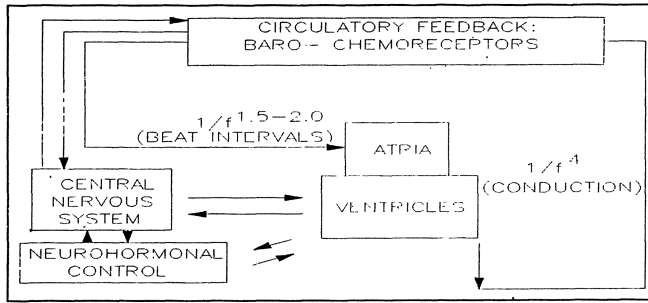 CIRCULATORY FEEDBACK:
BARO- CHEMORECEPTORS
1/f 1.5-2.0
(BEAT INTERVALS)
ATRIA
1/f 4
(CONDUCTION)
CENTRAL
NERVOUS
SYSTEM
VENTRICLES
NEUROHORMONAL
CONTROL